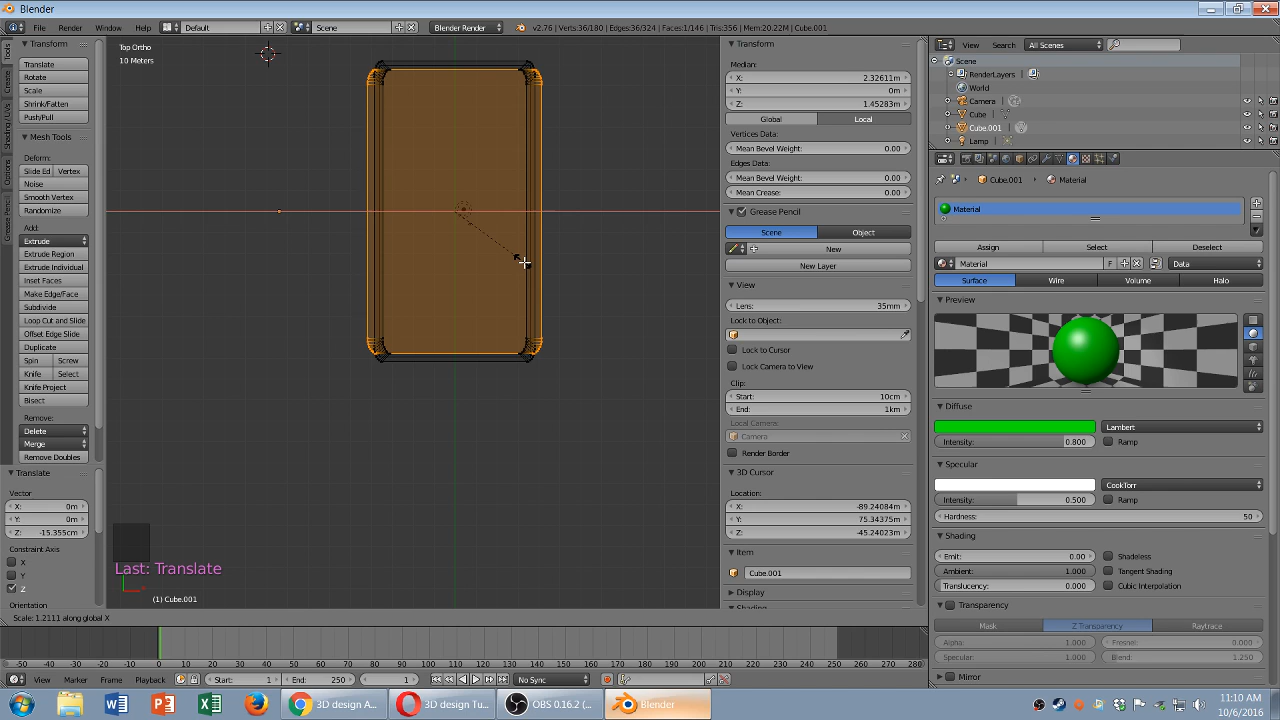 Blender
File
Render
Window
Help
Default
Scene
Blender Render
v2.76 | Verts:36/180 | Edges:36/324 | Faces:1/146 | Tris:356 | Mem:20.22M | Cube.001
Tools
Create
Shading / UVs
Options
Grease Pencil
Transform
Translate
Rotate
Scale
Shrink/Fatten
Push/Pull
Mesh Tools
Deform:
Slide Ed
Vertex
Noise
Smooth Vertex
Randomize
Add:
Extrude
Extrude Region
Extrude Individual
Inset Faces
Make Edge/Face
Subdivide
Loop Cut and Slide
Offset Edge Slide
Duplicate
Spin
Screw
Knife
Select
Knife Project
Bisect
Remove:
Delete
Merge
Remove Doubles
Translate
Vector
X: 0m
Y: 0m
Z: -15.355cm
Constraint Axis
X
Y
Z
Orientation
Top Ortho
10 Meters
Last: Translate
(1) Cube.001
Scale: 1.2111 along global X
Transform
Median:
X: 2.32611m
Y: 0m
Z: 1.45283m
Global
Local
Vertices Data:
Mean Bevel Weight: 0.00
Edges Data:
Mean Bevel Weight: 0.00
Mean Crease: 0.00
Grease Pencil
Scene
Object
New
New Layer
View
Lens: 35mm
Lock to Object:
Lock to Cursor
Lock Camera to View
Clip:
Start: 10cm
End: 1km
Local Camera:
Camera
Render Border
3D Cursor
Location:
X: -89.24084m
Y: 75.34375m
Z: -45.24023m
Item
Cube.001
Display
Shading
View
Search
All Scenes
Scene
RenderLayers
World
Camera
Cube
Cube.001
Lamp
Cube.001
Material
Material
Assign
Select
Deselect
Material
F
Data
Surface
Wire
Volume
Halo
Preview
Diffuse
Lambert
Intensity: 0.800
Ramp
Specular
CookTorr
Intensity: 0.500
Ramp
Hardness: 50
Shading
Emit: 0.00
Shadeless
Ambient: 1.000
Tangent Shading
Translucency: 0.000
Cubic Interpolation
Transparency
Mask
Z Transparency
Raytrace
Alpha: 1.000
Fresnel: 0.000
Specular: 1.000
Blend: 1.250
Mirror
-50 -40 -30 -20 -10 0 10 20 30 40 50 60 70 80 90 100 110 120 130 140 150 160 170 180 190 200 210 220 230 240 250 260 270 280
View
Marker
Frame
Playback
Start: 1
End: 250
1
No Sync
3D design A...
3D design Tu...
OBS 0.16.2 (...
Blender
11:10 AM
10/6/2016